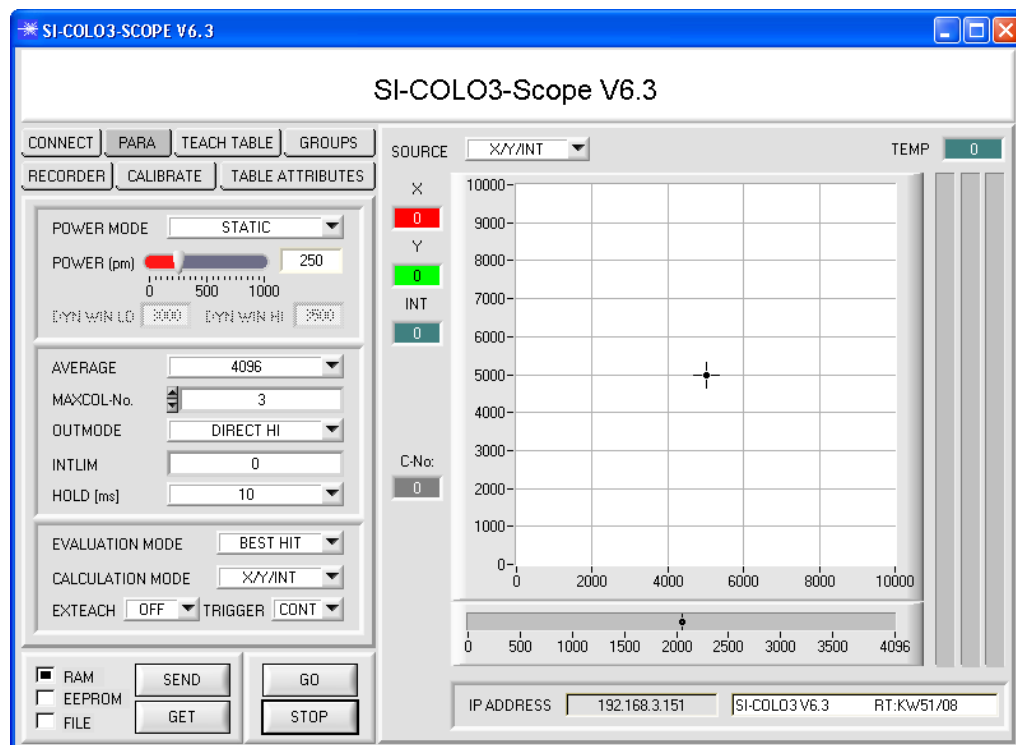 SI-COLO3-SCOPE V6.3
SI-COLO3-Scope V6.3
CONNECT PARA TEACH TABLE GROUPS
RECORDER CALIBRATE TABLE ATTRIBUTES
POWER MODE STATIC
POWER (pm) 250
0 500 1000
DYN WIN LO 3000 DYN WIN HI 3500
AVERAGE 4096
MAXCOL-No. 3
OUTMODE DIRECT HI
INTLIM 0
HOLD [ms] 10
EVALUATION MODE BEST HIT
CALCULATION MODE X/Y/INT
EXTEACH OFF TRIGGER CONT
RAM
EEPROM
FILE
SEND GO
GET STOP
SOURCE X/Y/INT TEMP 0
X
0
Y
0
INT
0
C-No:
0
10000
9000
8000
7000
6000
5000
4000
3000
2000
1000
0
0 2000 4000 6000 8000 10000
0 500 1000 1500 2000 2500 3000 3500 4096
IP ADDRESS 192.168.3.151 SI-COLO3 V6.3 RT:KW51/08